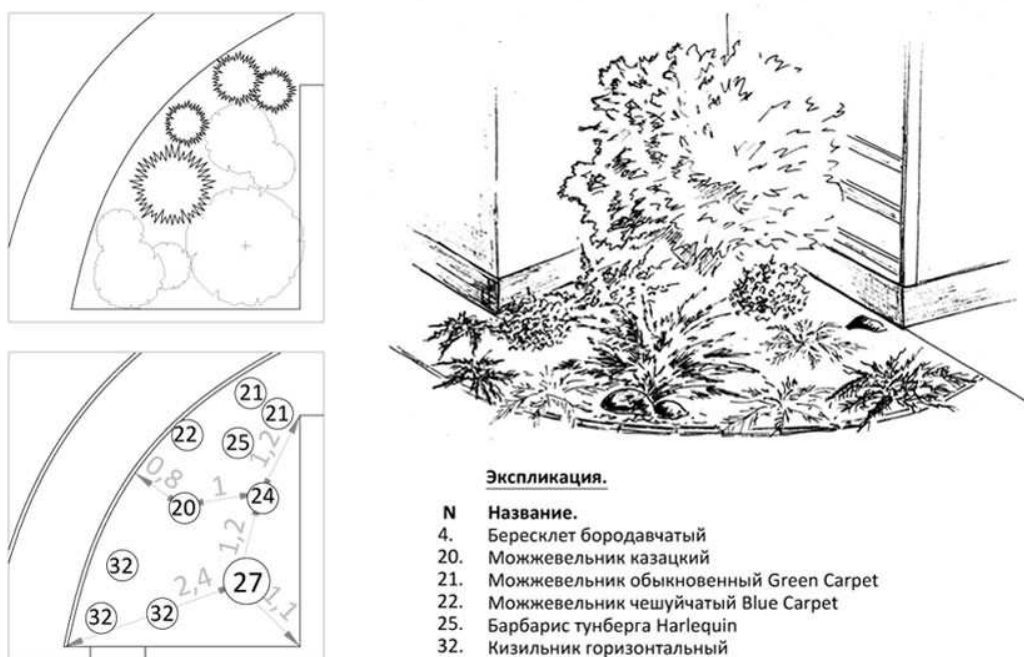 21
21
22
25
1,2
0,8
1
24
20
1,2
32
2,4
27
32
32
1,1
Экспликация.
N Название.
4. Бересклет бородавчатый
20. Можжевельник казацкий
21. Можжевельник обыкновенный Green Carpet
22. Можжевельник чешуйчатый Blue Carpet
25. Барбарис тунберга Harlequin
32. Кизильник горизонтальный